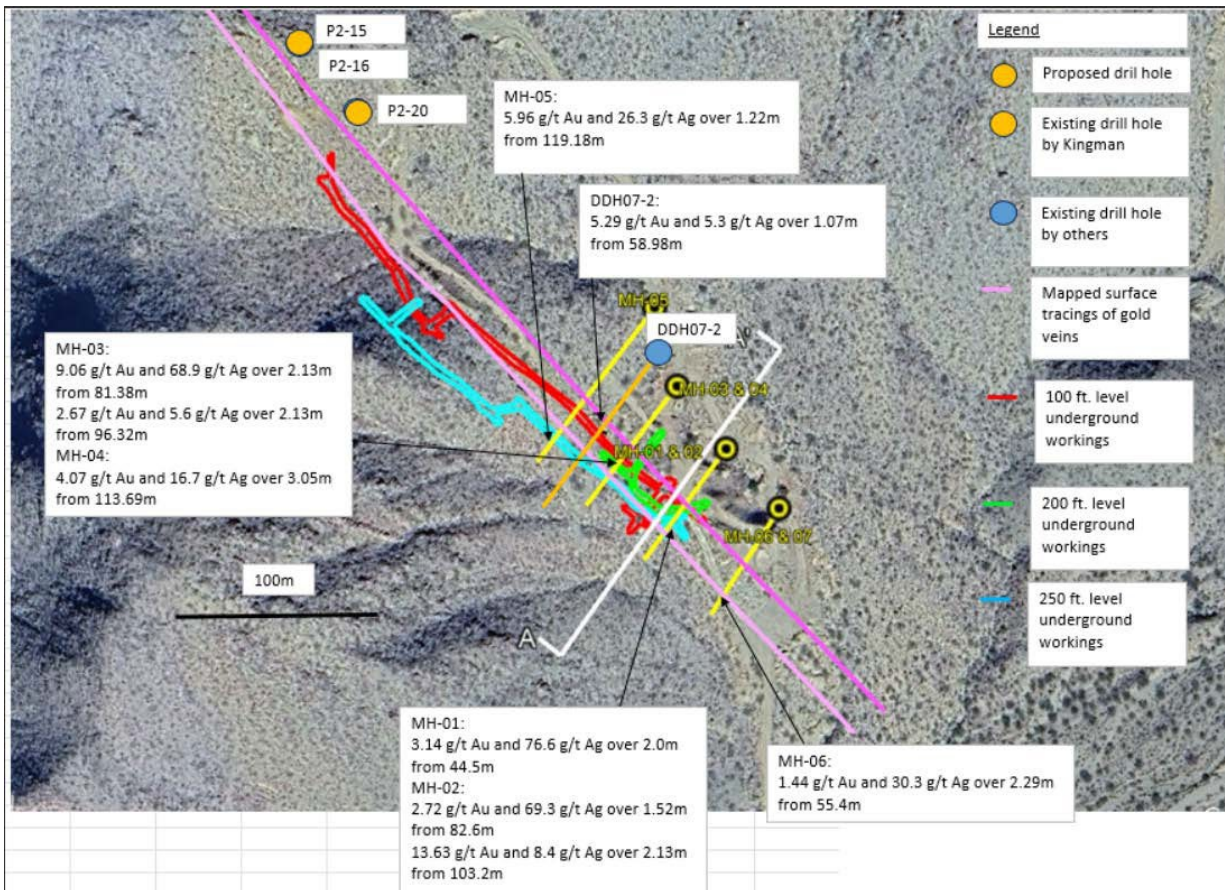 P2-15
P2-16
P2-20
MH-05:
5.96 g/t Au and 26.3 g/t Ag over 1.22m
from 119.18m
DDH07-2:
5.29 g/t Au and 5.3 g/t Ag over 1.07m
from 58.98m
MH-05
DDH07-2
A'
MH-03 & 04
MH-01 & 02
MH-06 & 07
MH-03:
9.06 g/t Au and 68.9 g/t Ag over 2.13m
from 81.38m
2.67 g/t Au and 5.6 g/t Ag over 2.13m
from 96.32m
MH-04:
4.07 g/t Au and 16.7 g/t Ag over 3.05m
from 113.69m
100m
A
MH-01:
3.14 g/t Au and 76.6 g/t Ag over 2.0m
from 44.5m
MH-02:
2.72 g/t Au and 69.3 g/t Ag over 1.52m
from 82.6m
13.63 g/t Au and 8.4 g/t Ag over 2.13m
from 103.2m
MH-06:
1.44 g/t Au and 30.3 g/t Ag over 2.29m
from 55.4m
Legend
Proposed dril hole
Existing drill hole
by Kingman
Existing drill hole
by others
Mapped surface
tracings of gold
veins
100 ft. level
underground
workings
200 ft. level
underground
workings
250 ft. level
underground
workings